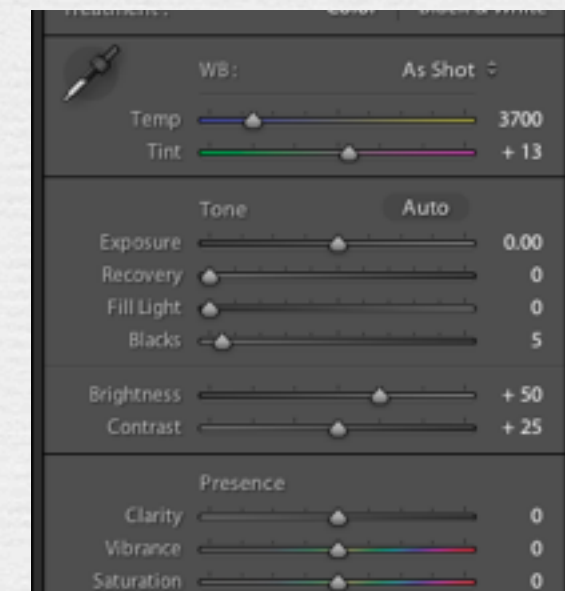 WB: As Shot
Temp 3700
Tint + 13
Tone Auto
Exposure 0.00
Recovery 0
Fill Light 0
Blacks 5
Brightness + 50
Contrast + 25
Presence
Clarity 0
Vibrance 0
Saturation 0